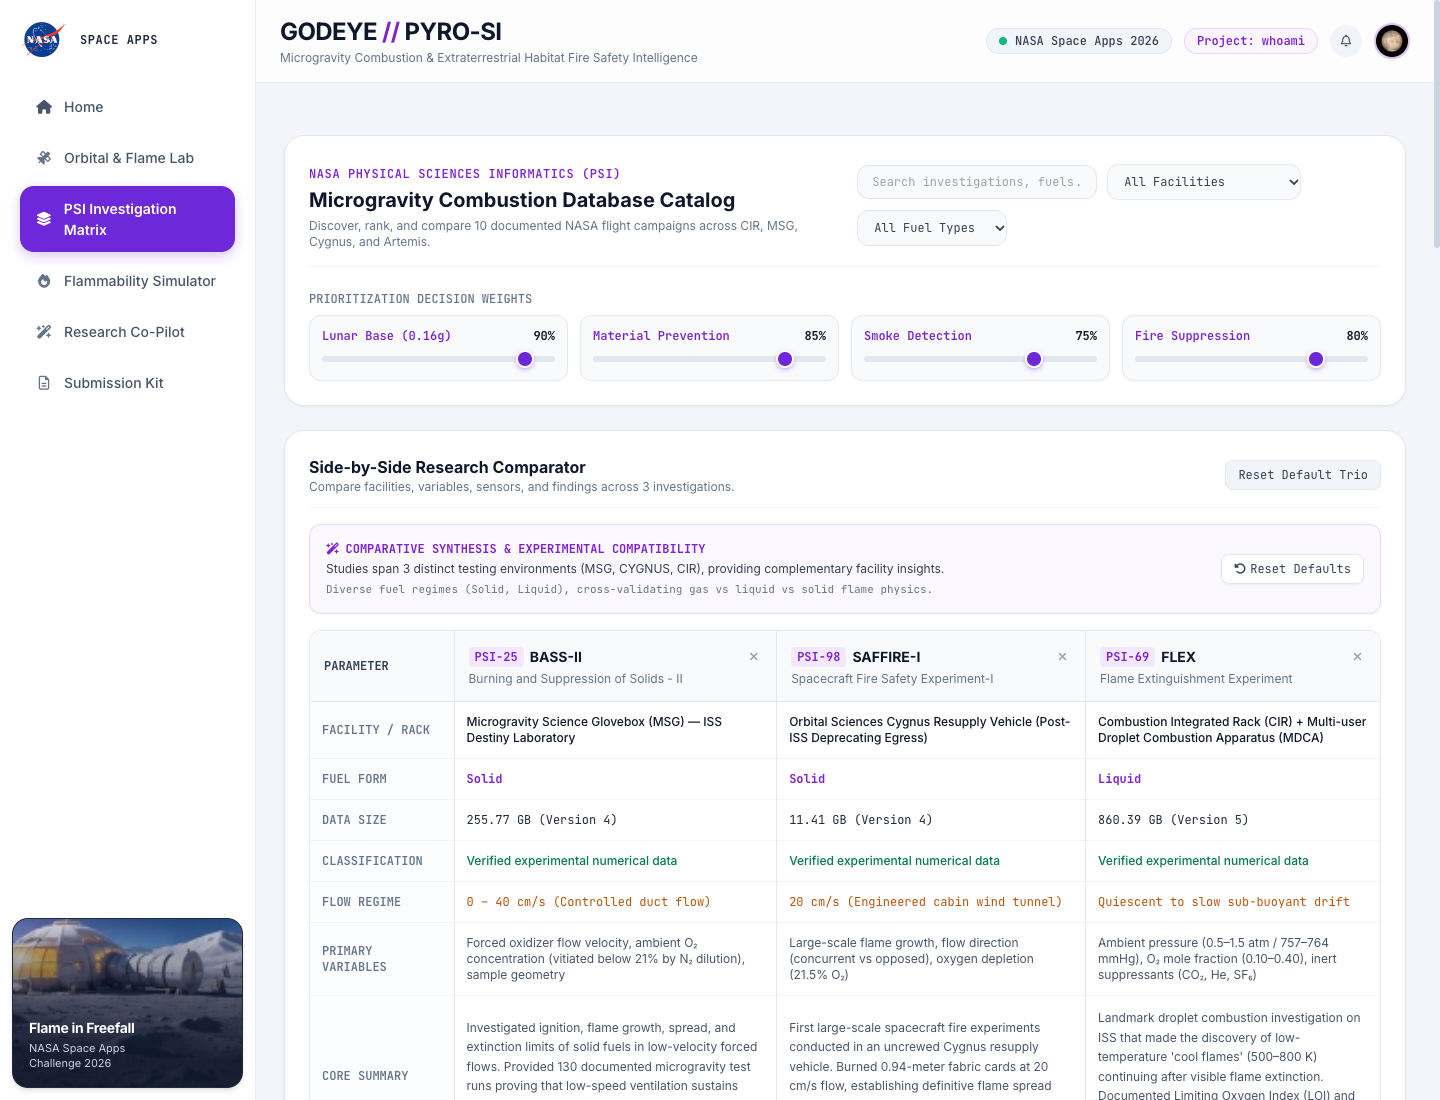 NASA
SPACE APPS
Home
Orbital & Flame Lab
PSI Investigation
Matrix
Flammability Simulator
Research Co-Pilot
Submission Kit
Flame in Freefall
NASA Space Apps
Challenge 2026
GODEYE // PYRO-SI
Microgravity Combustion & Extraterrestrial Habitat Fire Safety Intelligence
NASA Space Apps 2026
Project: whoami
NASA PHYSICAL SCIENCES INFORMATICS (PSI)
Microgravity Combustion Database Catalog
Discover, rank, and compare 10 documented NASA flight campaigns across CIR, MSG,
Cygnus, and Artemis.
Search investigations, fuels.
All Facilities
All Fuel Types
PRIORITIZATION DECISION WEIGHTS
Lunar Base (0.16g) 90%
Material Prevention 85%
Smoke Detection 75%
Fire Suppression 80%
Side-by-Side Research Comparator
Compare facilities, variables, sensors, and findings across 3 investigations.
Reset Default Trio
COMPARATIVE SYNTHESIS & EXPERIMENTAL COMPATIBILITY
Studies span 3 distinct testing environments (MSG, CYGNUS, CIR), providing complementary facility insights.
Diverse fuel regimes (Solid, Liquid), cross-validating gas vs liquid vs solid flame physics.
Reset Defaults
PARAMETER
PSI-25 BASS-II ×
Burning and Suppression of Solids - II
PSI-98 SAFFIRE-I ×
Spacecraft Fire Safety Experiment-I
PSI-69 FLEX ×
Flame Extinguishment Experiment
FACILITY / RACK
Microgravity Science Glovebox (MSG) — ISS
Destiny Laboratory
Orbital Sciences Cygnus Resupply Vehicle (Post-
ISS Deprecating Egress)
Combustion Integrated Rack (CIR) + Multi-user
Droplet Combustion Apparatus (MDCA)
FUEL FORM
Solid
Solid
Liquid
DATA SIZE
255.77 GB (Version 4)
11.41 GB (Version 4)
860.39 GB (Version 5)
CLASSIFICATION
Verified experimental numerical data
Verified experimental numerical data
Verified experimental numerical data
FLOW REGIME
0 – 40 cm/s (Controlled duct flow)
20 cm/s (Engineered cabin wind tunnel)
Quiescent to slow sub-buoyant drift
PRIMARY
VARIABLES
Forced oxidizer flow velocity, ambient O₂
concentration (vitiated below 21% by N₂ dilution),
sample geometry
Large-scale flame growth, flow direction
(concurrent vs opposed), oxygen depletion
(21.5% O₂)
Ambient pressure (0.5–1.5 atm / 757–764
mmHg), O₂ mole fraction (0.10–0.40), inert
suppressants (CO₂, He, SF₆)
CORE SUMMARY
Investigated ignition, flame growth, spread, and
extinction limits of solid fuels in low-velocity forced
flows. Provided 130 documented microgravity test
runs proving that low-speed ventilation sustains
First large-scale spacecraft fire experiments
conducted in an uncrewed Cygnus resupply
vehicle. Burned 0.94-meter fabric cards at 20
cm/s flow, establishing definitive flame spread
Landmark droplet combustion investigation on
ISS that made the discovery of low-
temperature 'cool flames' (500–800 K)
continuing after visible flame extinction.
Documented Limiting Oxygen Index (LOI) and